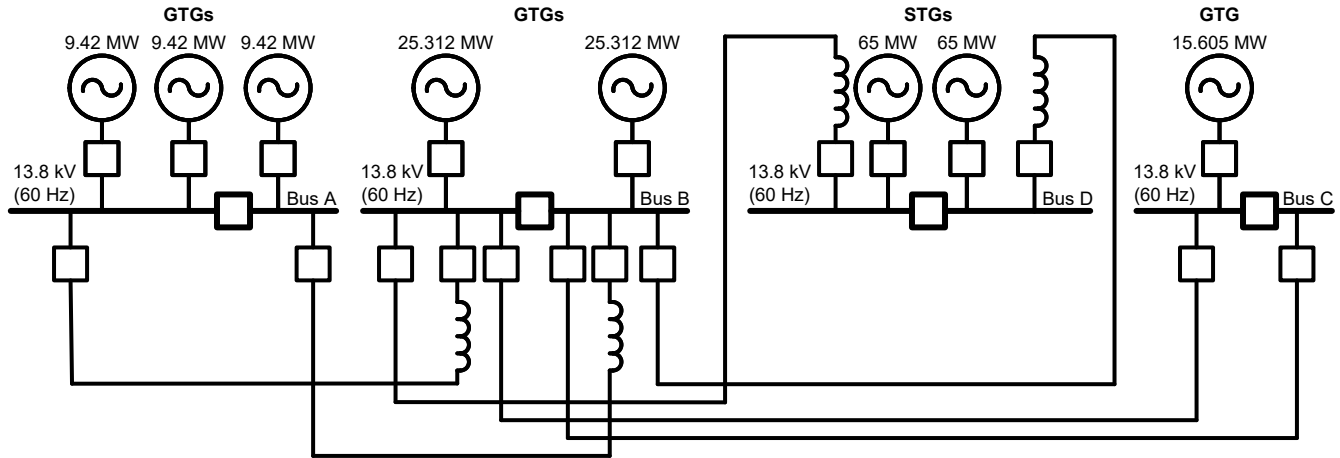 GTGs
GTGs
STGs
GTG
9.42 MW 9.42 MW 9.42 MW
25.312 MW
25.312 MW
65 MW 65 MW
15.605 MW
13.8 kV
(60 Hz)
Bus A
13.8 kV
(60 Hz)
Bus B
13.8 kV
(60 Hz)
Bus D
13.8 kV
(60 Hz)
Bus C